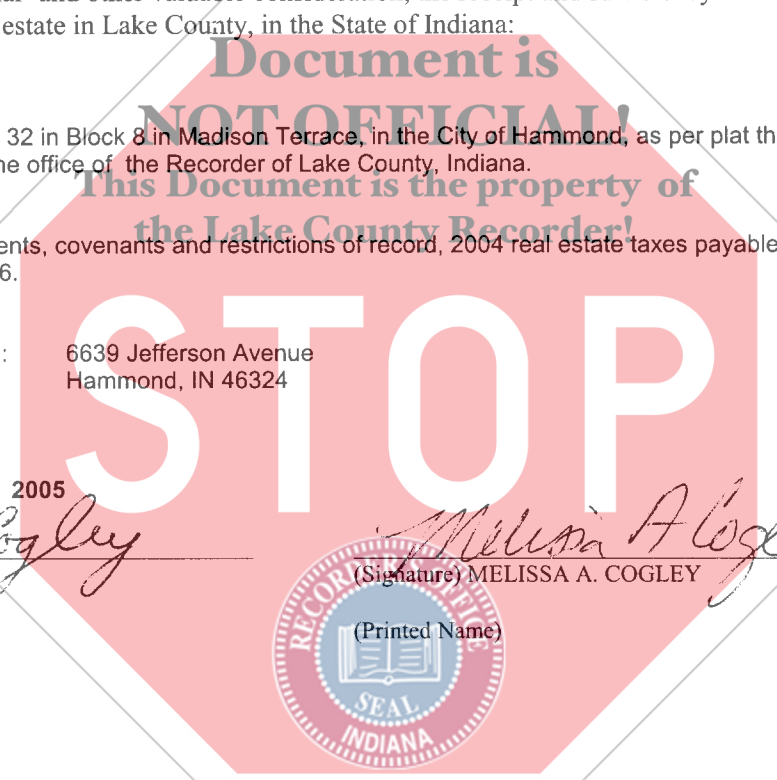 estate in Lake County, in the State of Indiana:
Document is
NOT OFFICIAL!
32 in Block 8 in Madison Terrace, in the City of Hammond, as per plat th
he office of the Recorder of Lake County, Indiana.
This Document is the property of
the Lake County Recorder!
ents, covenants and restrictions of record, 2004 real estate taxes payable
6.
STOP
: 6639 Jefferson Avenue
Hammond, IN 46324
2005
ogley
Melissa A Cogle
(Signature) MELISSA A. COGLEY
(Printed Name)
RECORDER'S OFFICE
SEAL
INDIANA